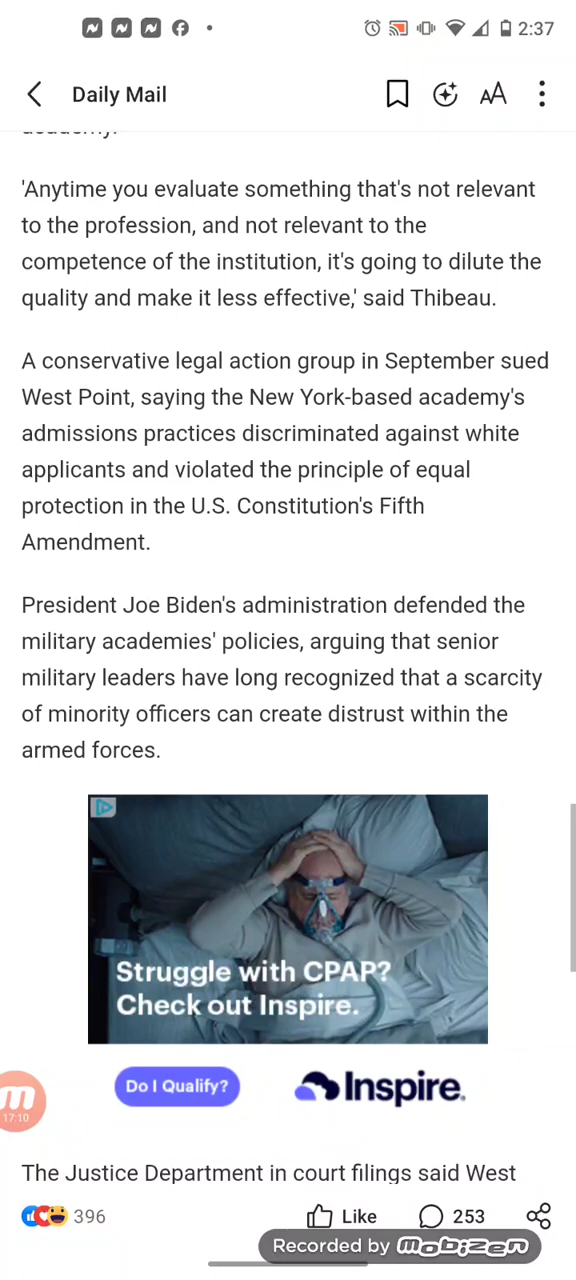 2:37
Daily Mail
AA
academy.
'Anytime you evaluate something that's not relevant
to the profession, and not relevant to the
competence of the institution, it's going to dilute the
quality and make it less effective,' said Thibeau.
A conservative legal action group in September sued
West Point, saying the New York-based academy's
admissions practices discriminated against white
applicants and violated the principle of equal
protection in the U.S. Constitution's Fifth
Amendment.
President Joe Biden's administration defended the
military academies' policies, arguing that senior
military leaders have long recognized that a scarcity
of minority officers can create distrust within the
armed forces.
Struggle with CPAP?
Check out Inspire.
Do I Qualify?
Inspire.
m
17:10
The Justice Department in court filings said West
396
Like
253
Recorded by mobizen